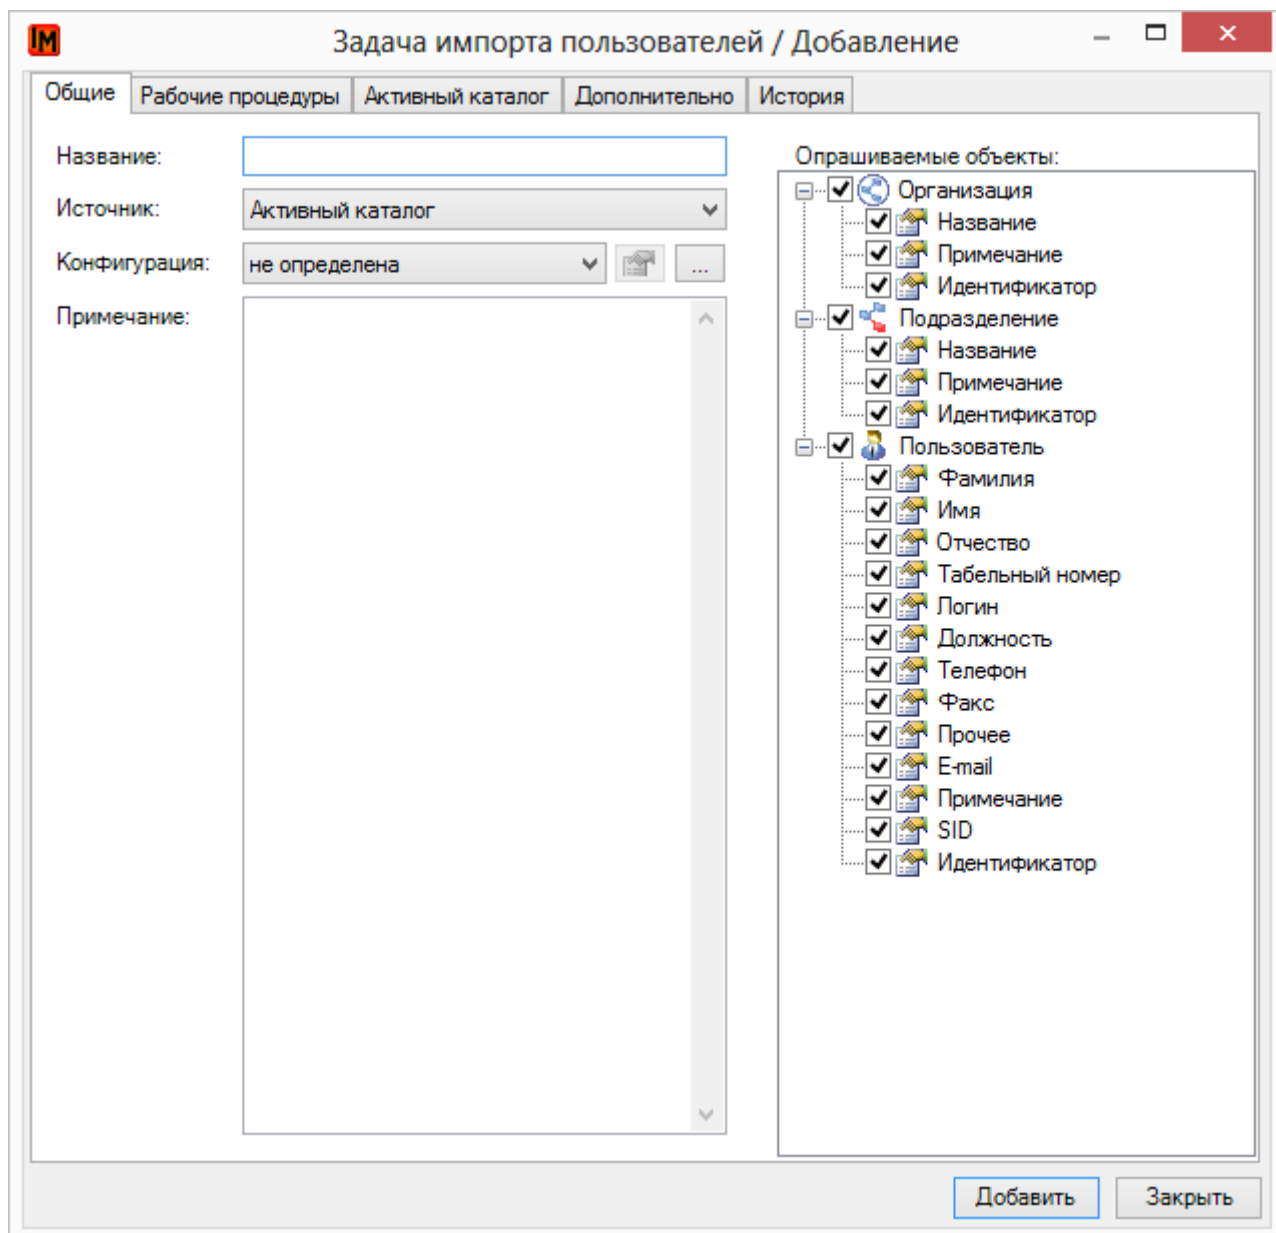 IM
Задача импорта пользователей / Добавление
Общие
Рабочие процедуры
Активный каталог
Дополнительно
История
Название:
Источник:
Активный каталог
Конфигурация:
не определена
...
Примечание:
Опрашиваемые объекты:
Организация
Название
Примечание
Идентификатор
Подразделение
Название
Примечание
Идентификатор
Пользователь
Фамилия
Имя
Отчество
Табельный номер
Логин
Должность
Телефон
Факс
Прочее
E-mail
Примечание
SID
Идентификатор
Добавить
Закрыть